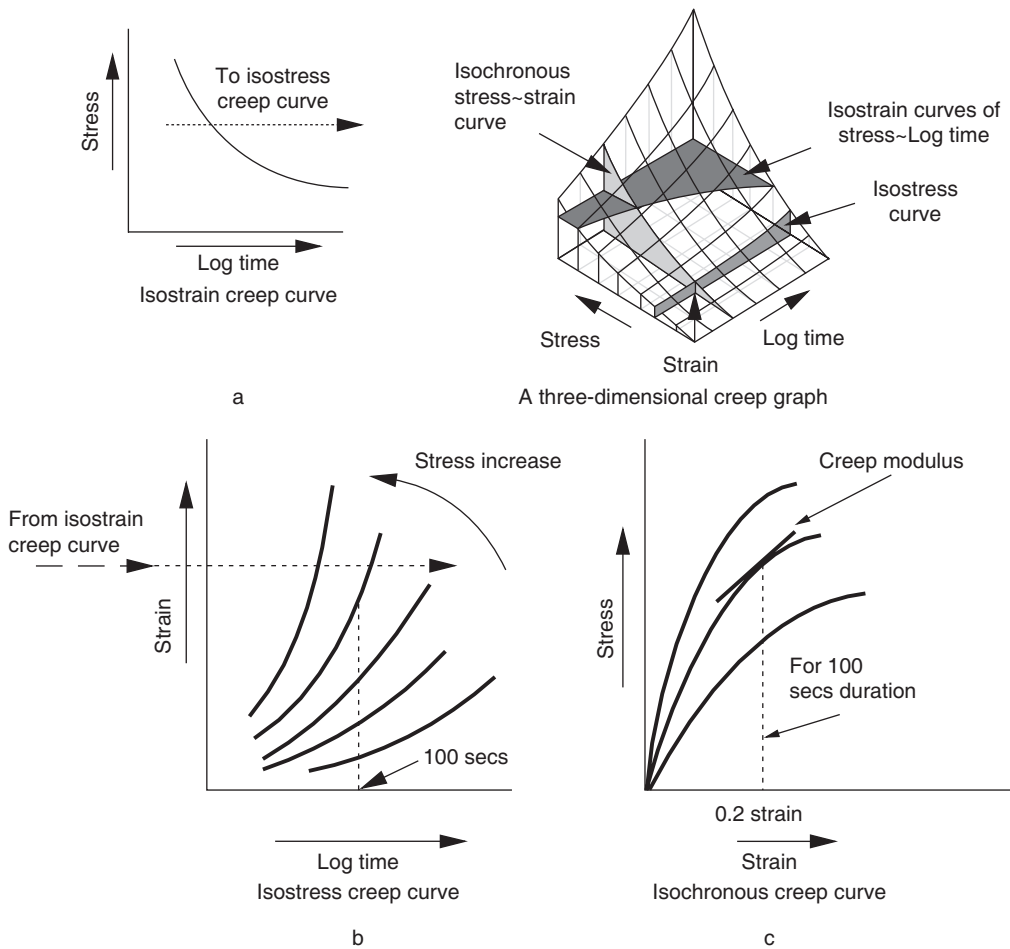 Stress
To isostress
creep curve
Log time
Isostrain creep curve
a
Isochronous
stress~strain
curve
Isostrain curves of
stress~Log time
Isostress
curve
Stress
Strain
Log time
A three-dimensional creep graph
From isostrain
creep curve
Strain
Stress increase
100 secs
Log time
Isostress creep curve
b
Stress
Creep modulus
For 100
secs duration
0.2 strain
Strain
Isochronous creep curve
c